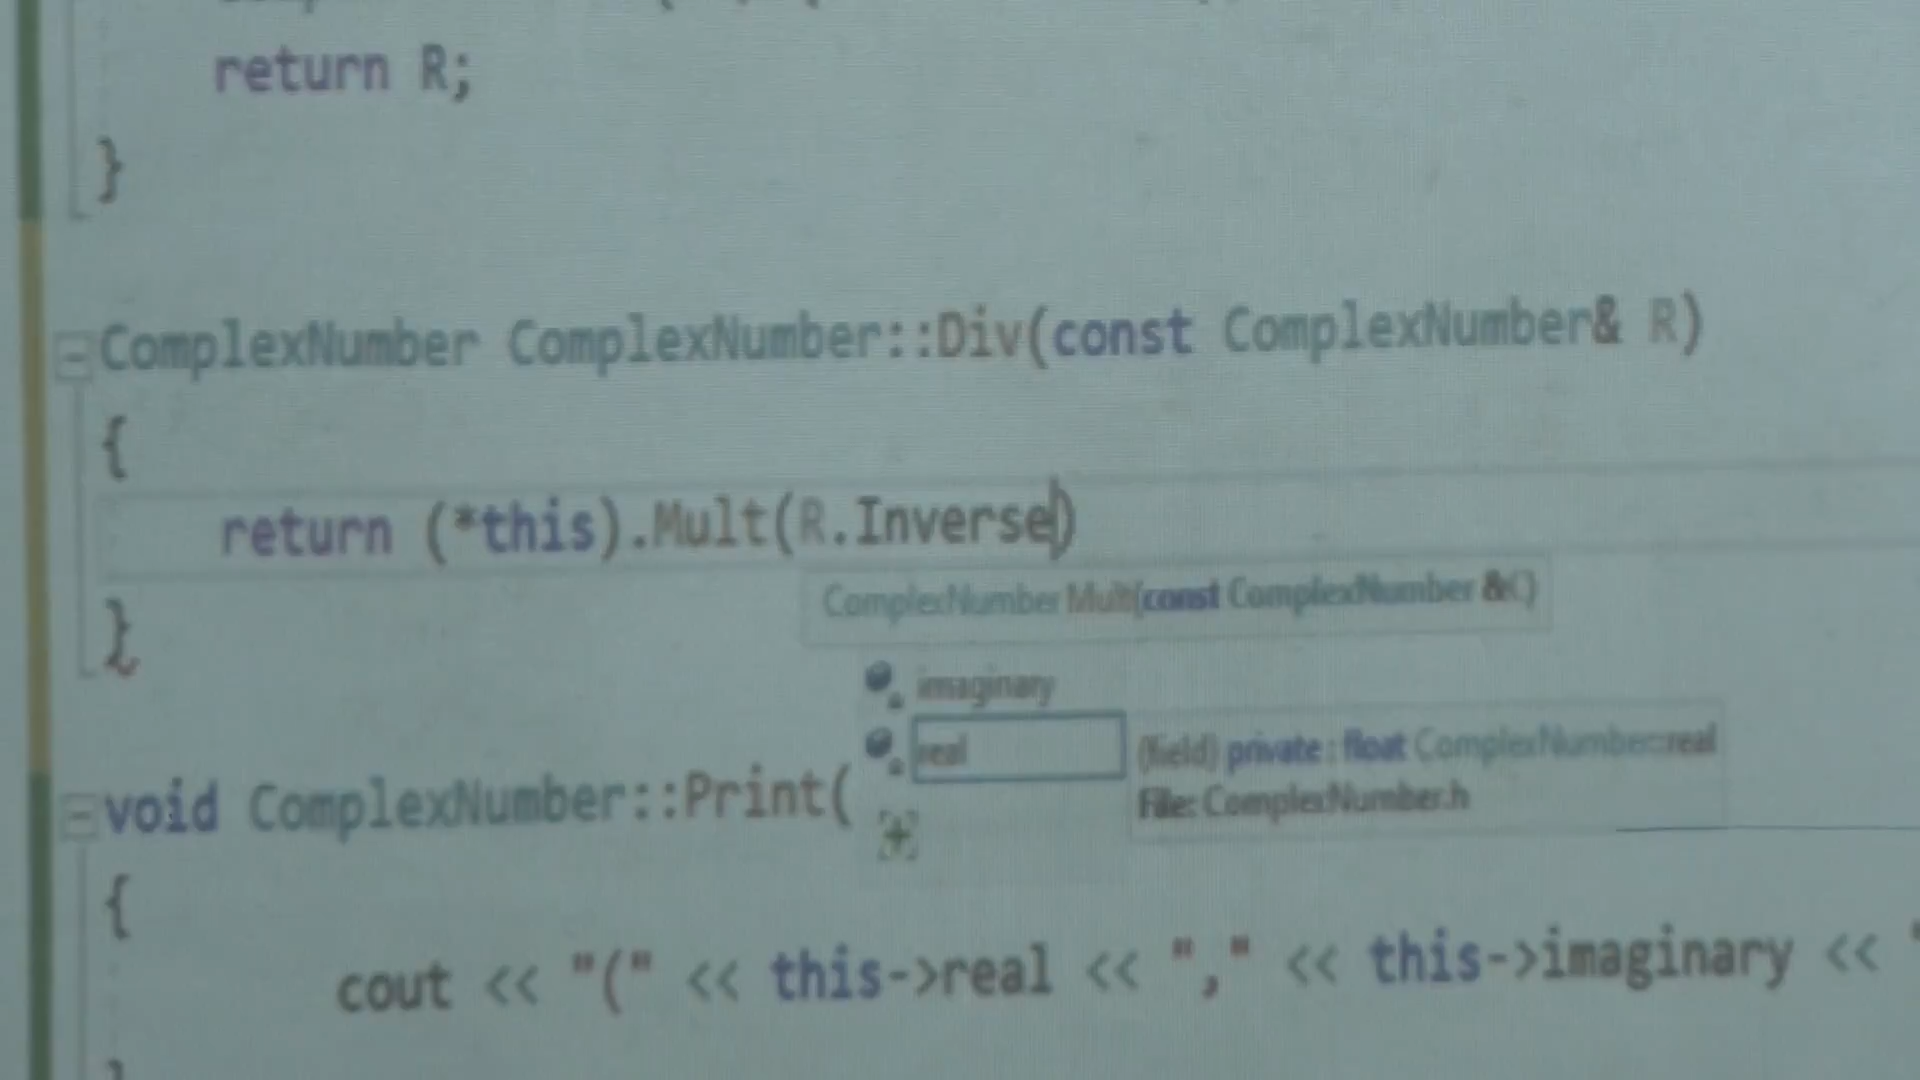 return R;
}
ComplexNumber ComplexNumber::Div(const ComplexNumber& R)
{
return (*this).Mult(R.Inverse)
ComplexNumber Mult(const ComplexNumber &C)
}
imaginary
real
(field) private : float ComplexNumber::real
File: ComplexNumber.h
void ComplexNumber::Print(
{
cout << "(" << this->real << "," << this->imaginary << "